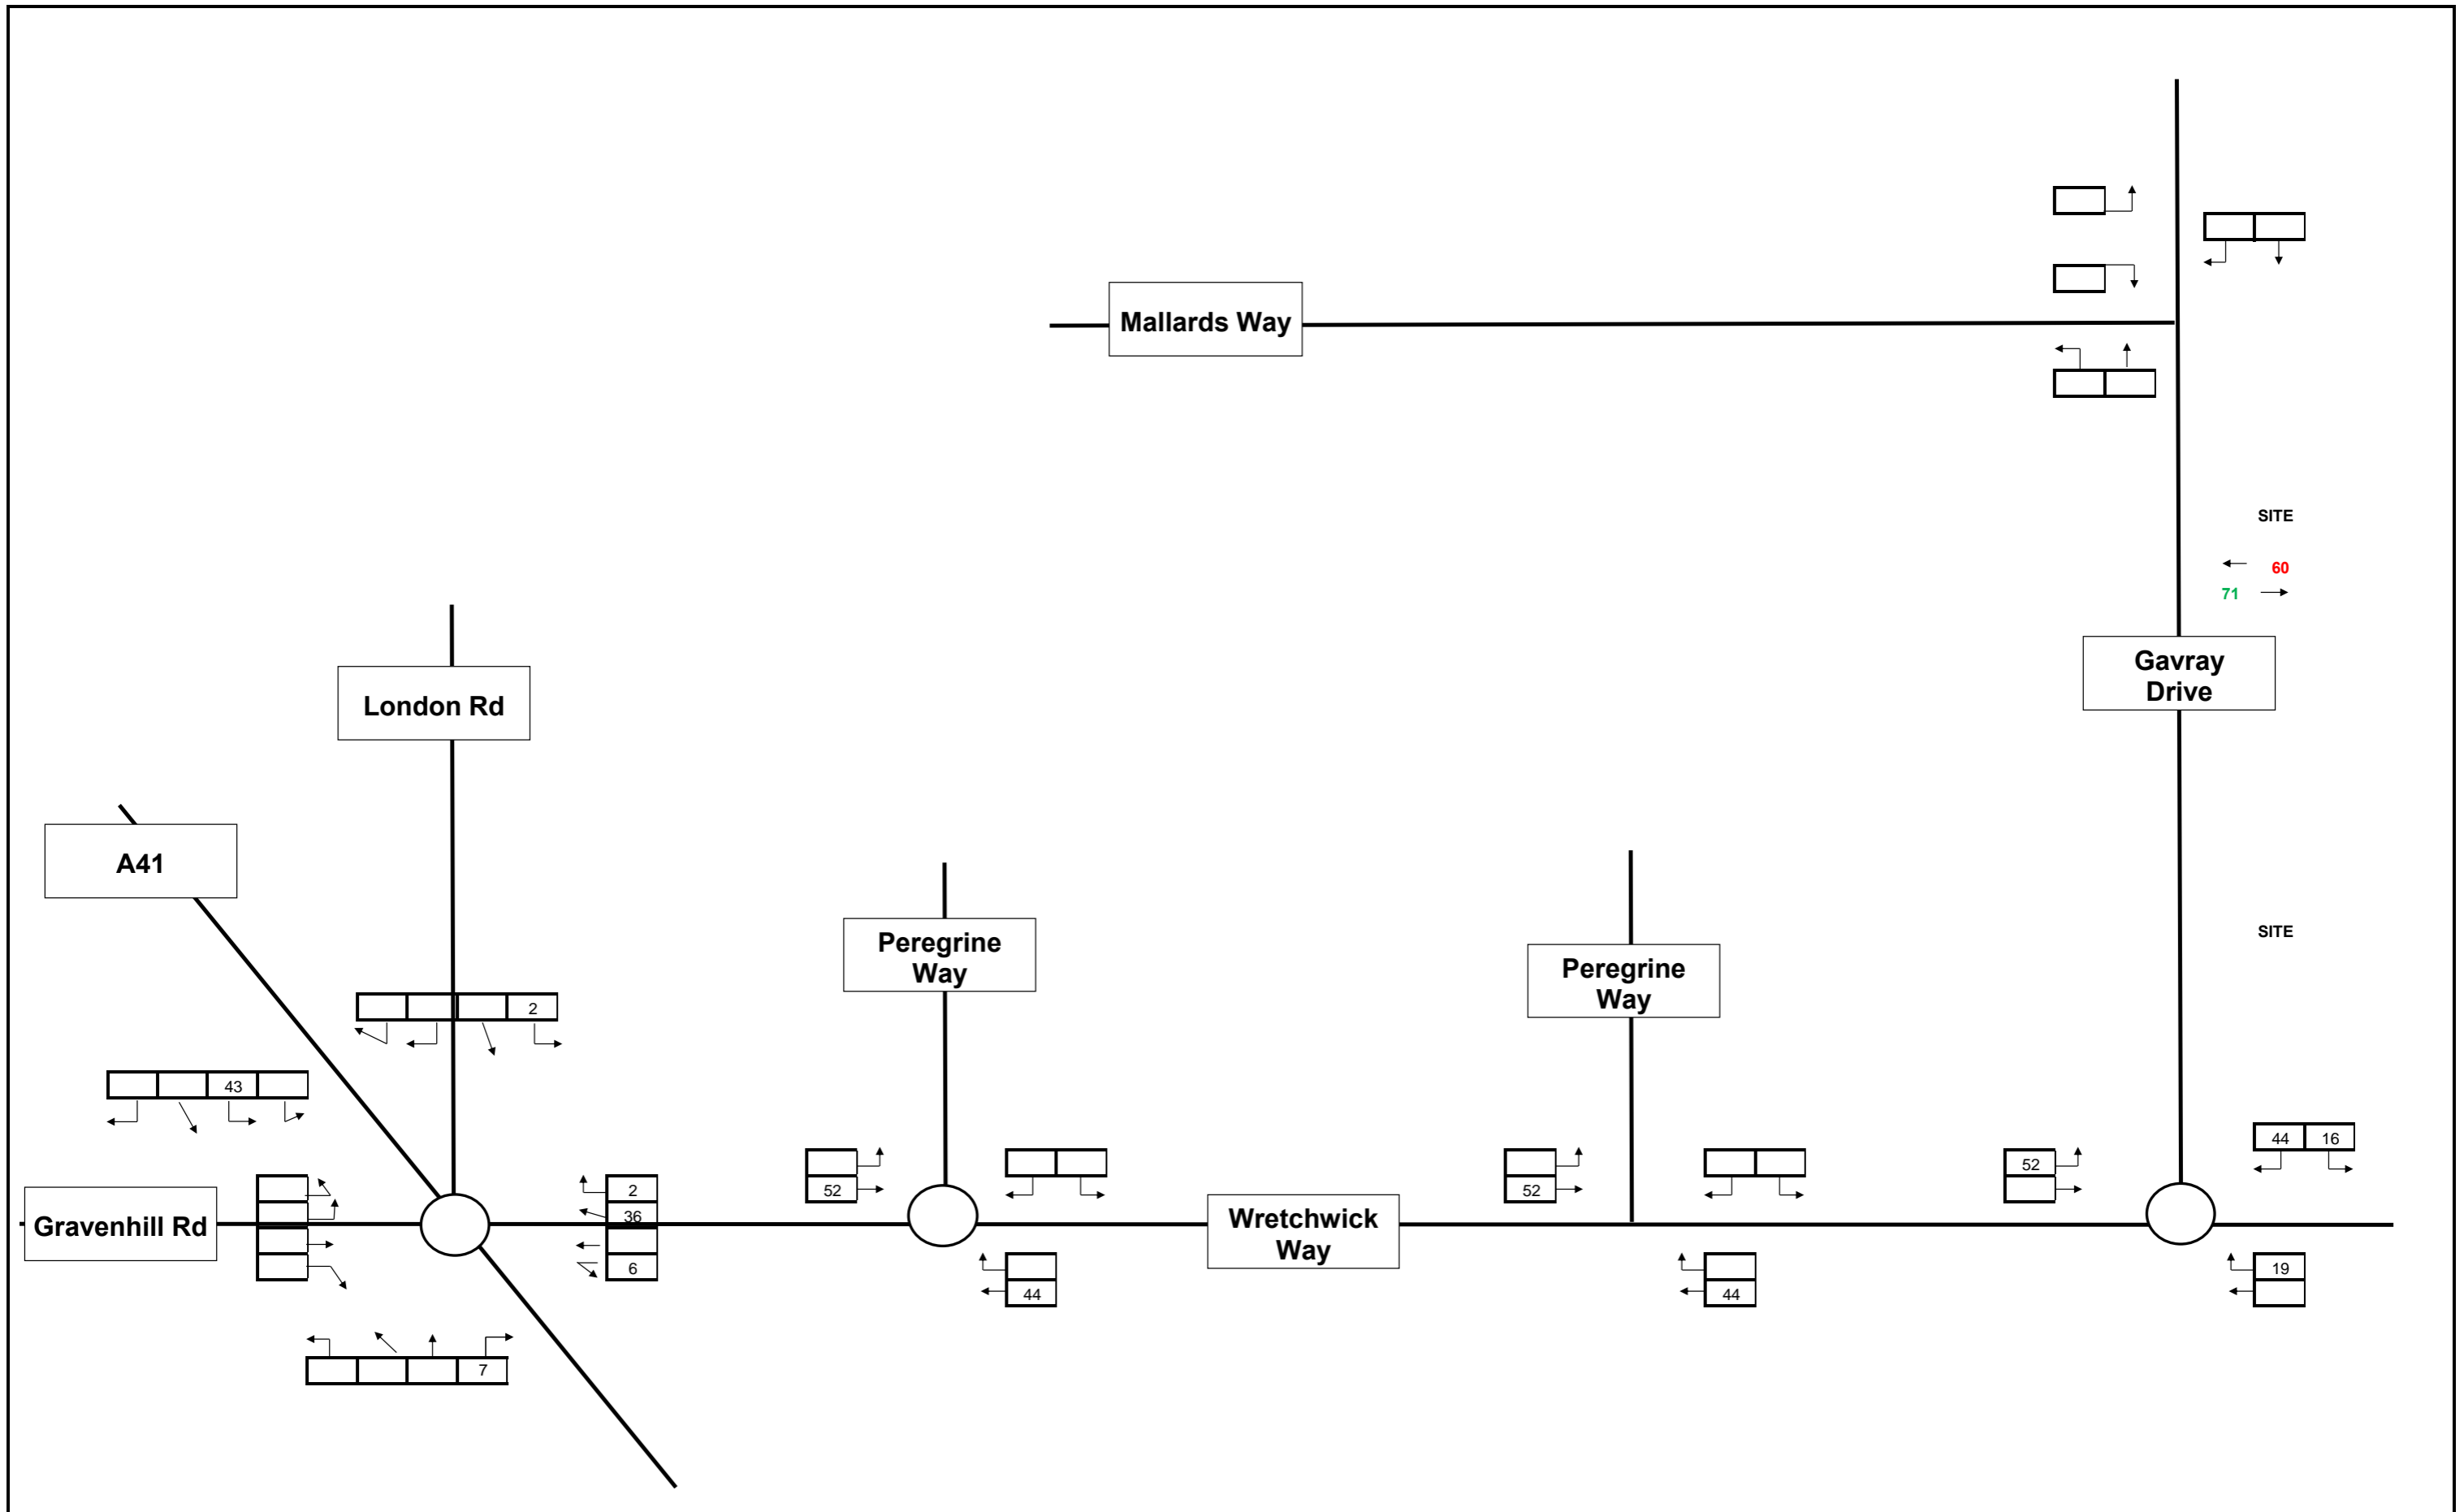 Mallards Way
SITE
60
71
Gavray
Drive
London Rd
A41
Peregrine
Way
Peregrine
Way
SITE
2
43
44 16
52
52
52
2
36
6
Gravenhill Rd
Wretchwick
Way
44
44
19
7